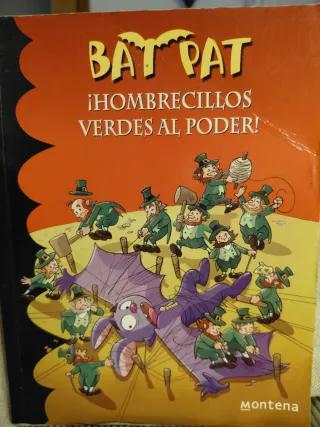 BAT PAT
¡HOMBRECILLOS
VERDES AL PODER!
montena